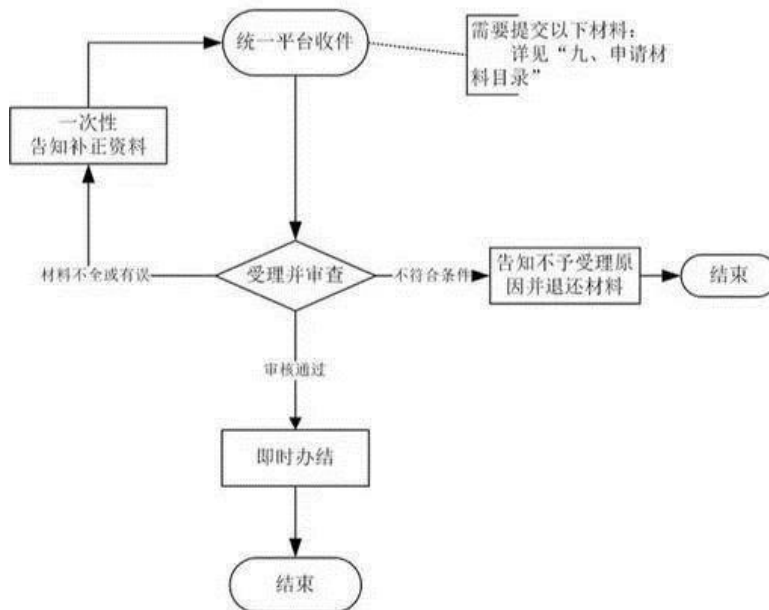 统一平台收件
需要提交以下材料：
详见“九、申请材
料目录”
一次性
告知补正资料
材料不全或有误
受理并审查
不符合条件
告知不予受理原
因并退还材料
结束
审核通过
即时办结
结束